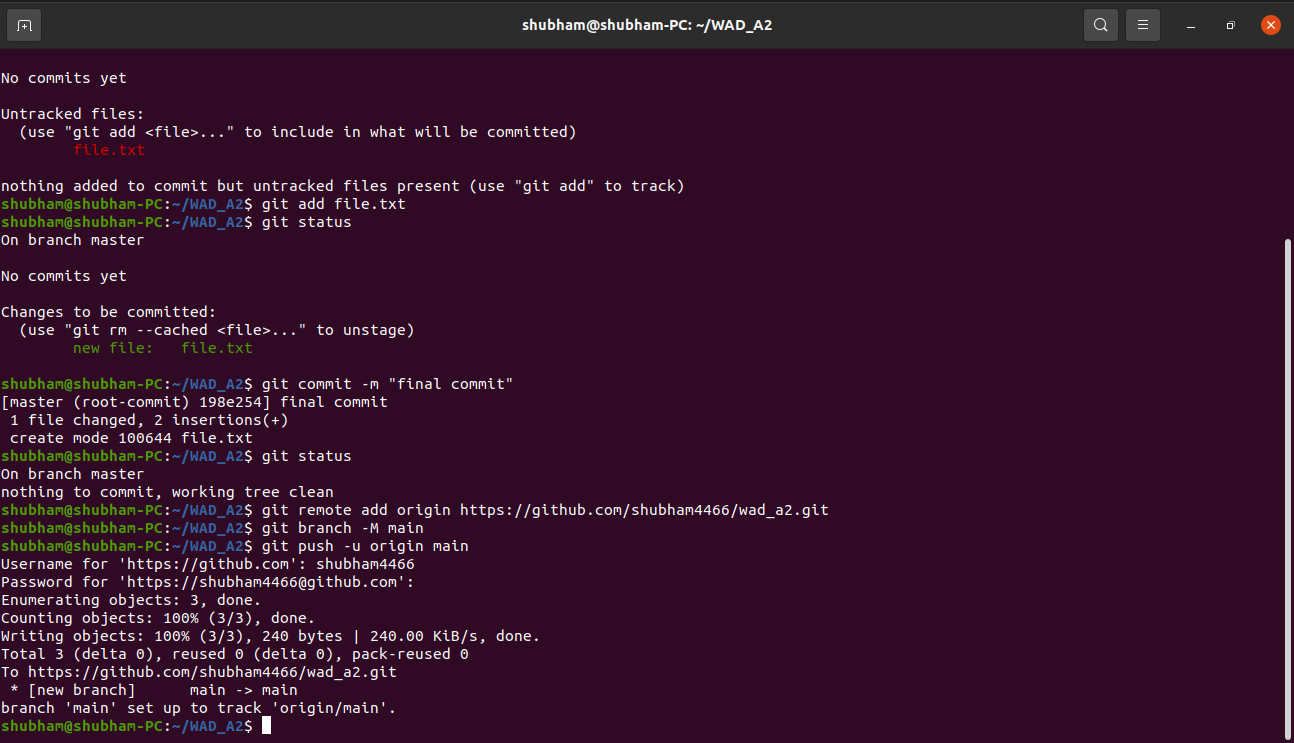 shubham@shubham-PC: ~/WAD_A2
No commits yet
Untracked files:
  (use "git add <file>..." to include in what will be committed)
        file.txt
nothing added to commit but untracked files present (use "git add" to track)
shubham@shubham-PC:~/WAD_A2$ git add file.txt
shubham@shubham-PC:~/WAD_A2$ git status
On branch master
No commits yet
Changes to be committed:
  (use "git rm --cached <file>..." to unstage)
        new file:   file.txt
shubham@shubham-PC:~/WAD_A2$ git commit -m "final commit"
[master (root-commit) 198e254] final commit
 1 file changed, 2 insertions(+)
 create mode 100644 file.txt
shubham@shubham-PC:~/WAD_A2$ git status
On branch master
nothing to commit, working tree clean
shubham@shubham-PC:~/WAD_A2$ git remote add origin https://github.com/shubham4466/wad_a2.git
shubham@shubham-PC:~/WAD_A2$ git branch -M main
shubham@shubham-PC:~/WAD_A2$ git push -u origin main
Username for 'https://github.com': shubham4466
Password for 'https://shubham4466@github.com':
Enumerating objects: 3, done.
Counting objects: 100% (3/3), done.
Writing objects: 100% (3/3), 240 bytes | 240.00 KiB/s, done.
Total 3 (delta 0), reused 0 (delta 0), pack-reused 0
To https://github.com/shubham4466/wad_a2.git
 * [new branch]      main -> main
branch 'main' set up to track 'origin/main'.
shubham@shubham-PC:~/WAD_A2$